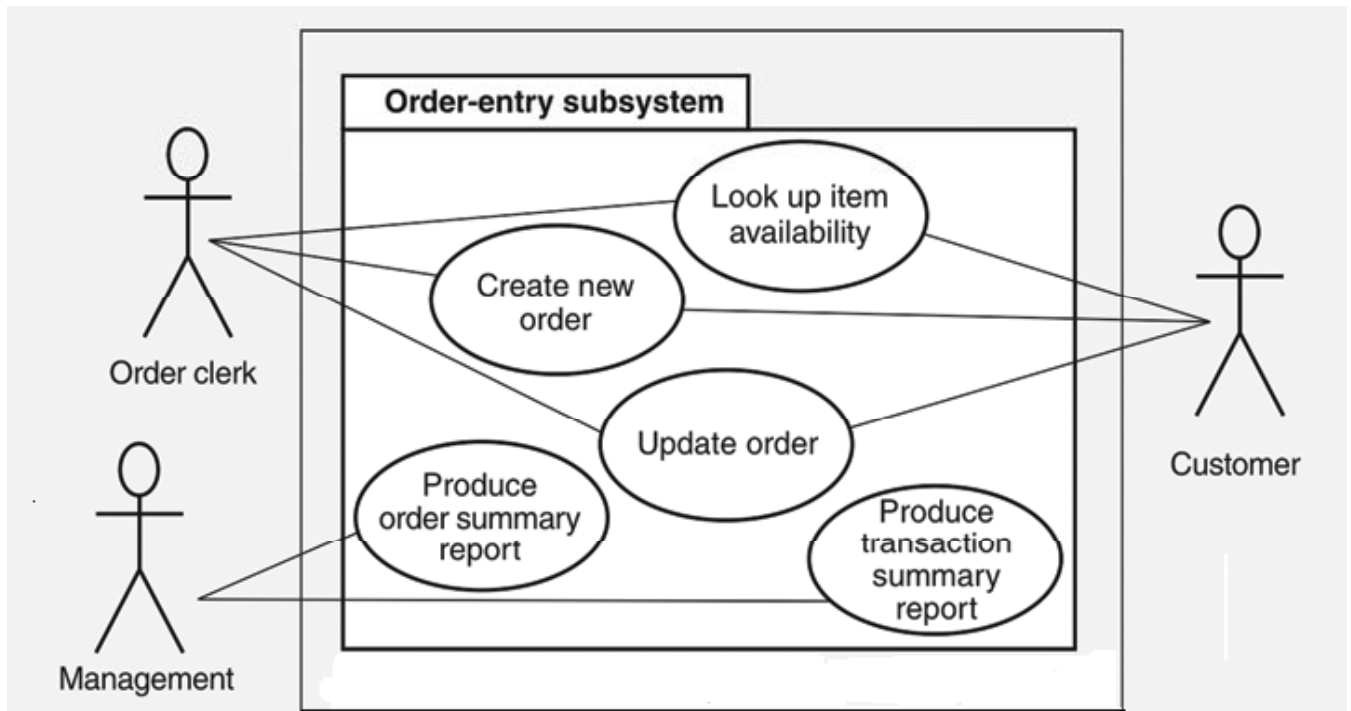 Order-entry subsystem
Look up item
availability
Create new
order
Order clerk
Update order
Customer
Produce
order summary
report
Produce
transaction
summary
report
Management